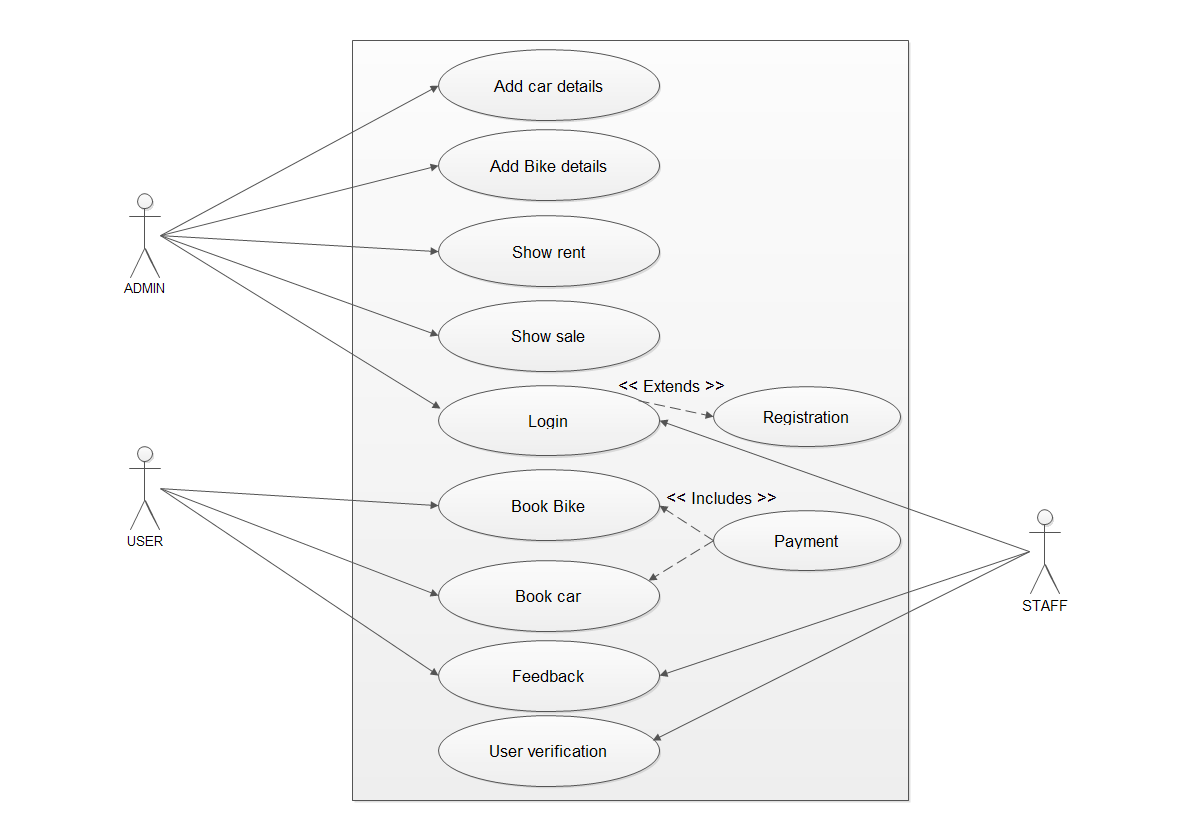 Add car details
Add Bike details
ADMIN
Show rent
Show sale
<< Extends >>
Login
Registration
<< Includes >>
Book Bike
USER
Payment
Book car
STAFF
Feedback
User verification